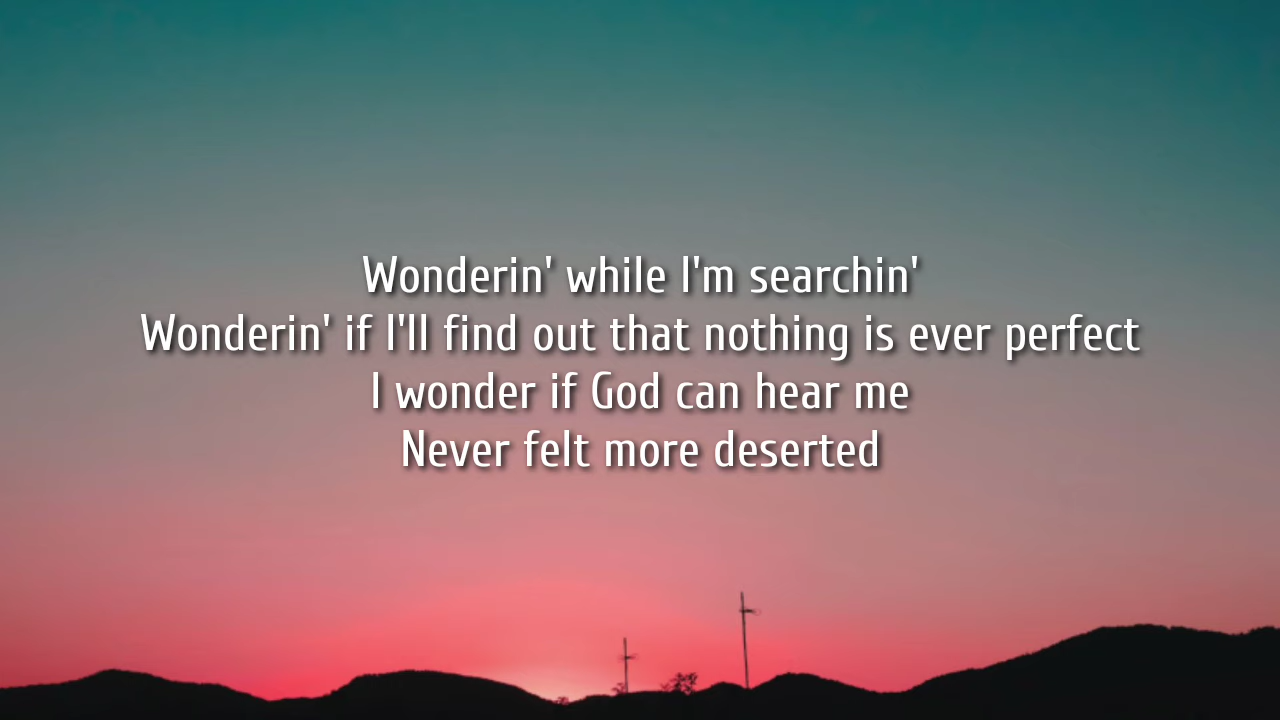 Wonderin' while I'm searchin'
Wonderin' if I'll find out that nothing is ever perfect
I wonder if God can hear me
Never felt more deserted